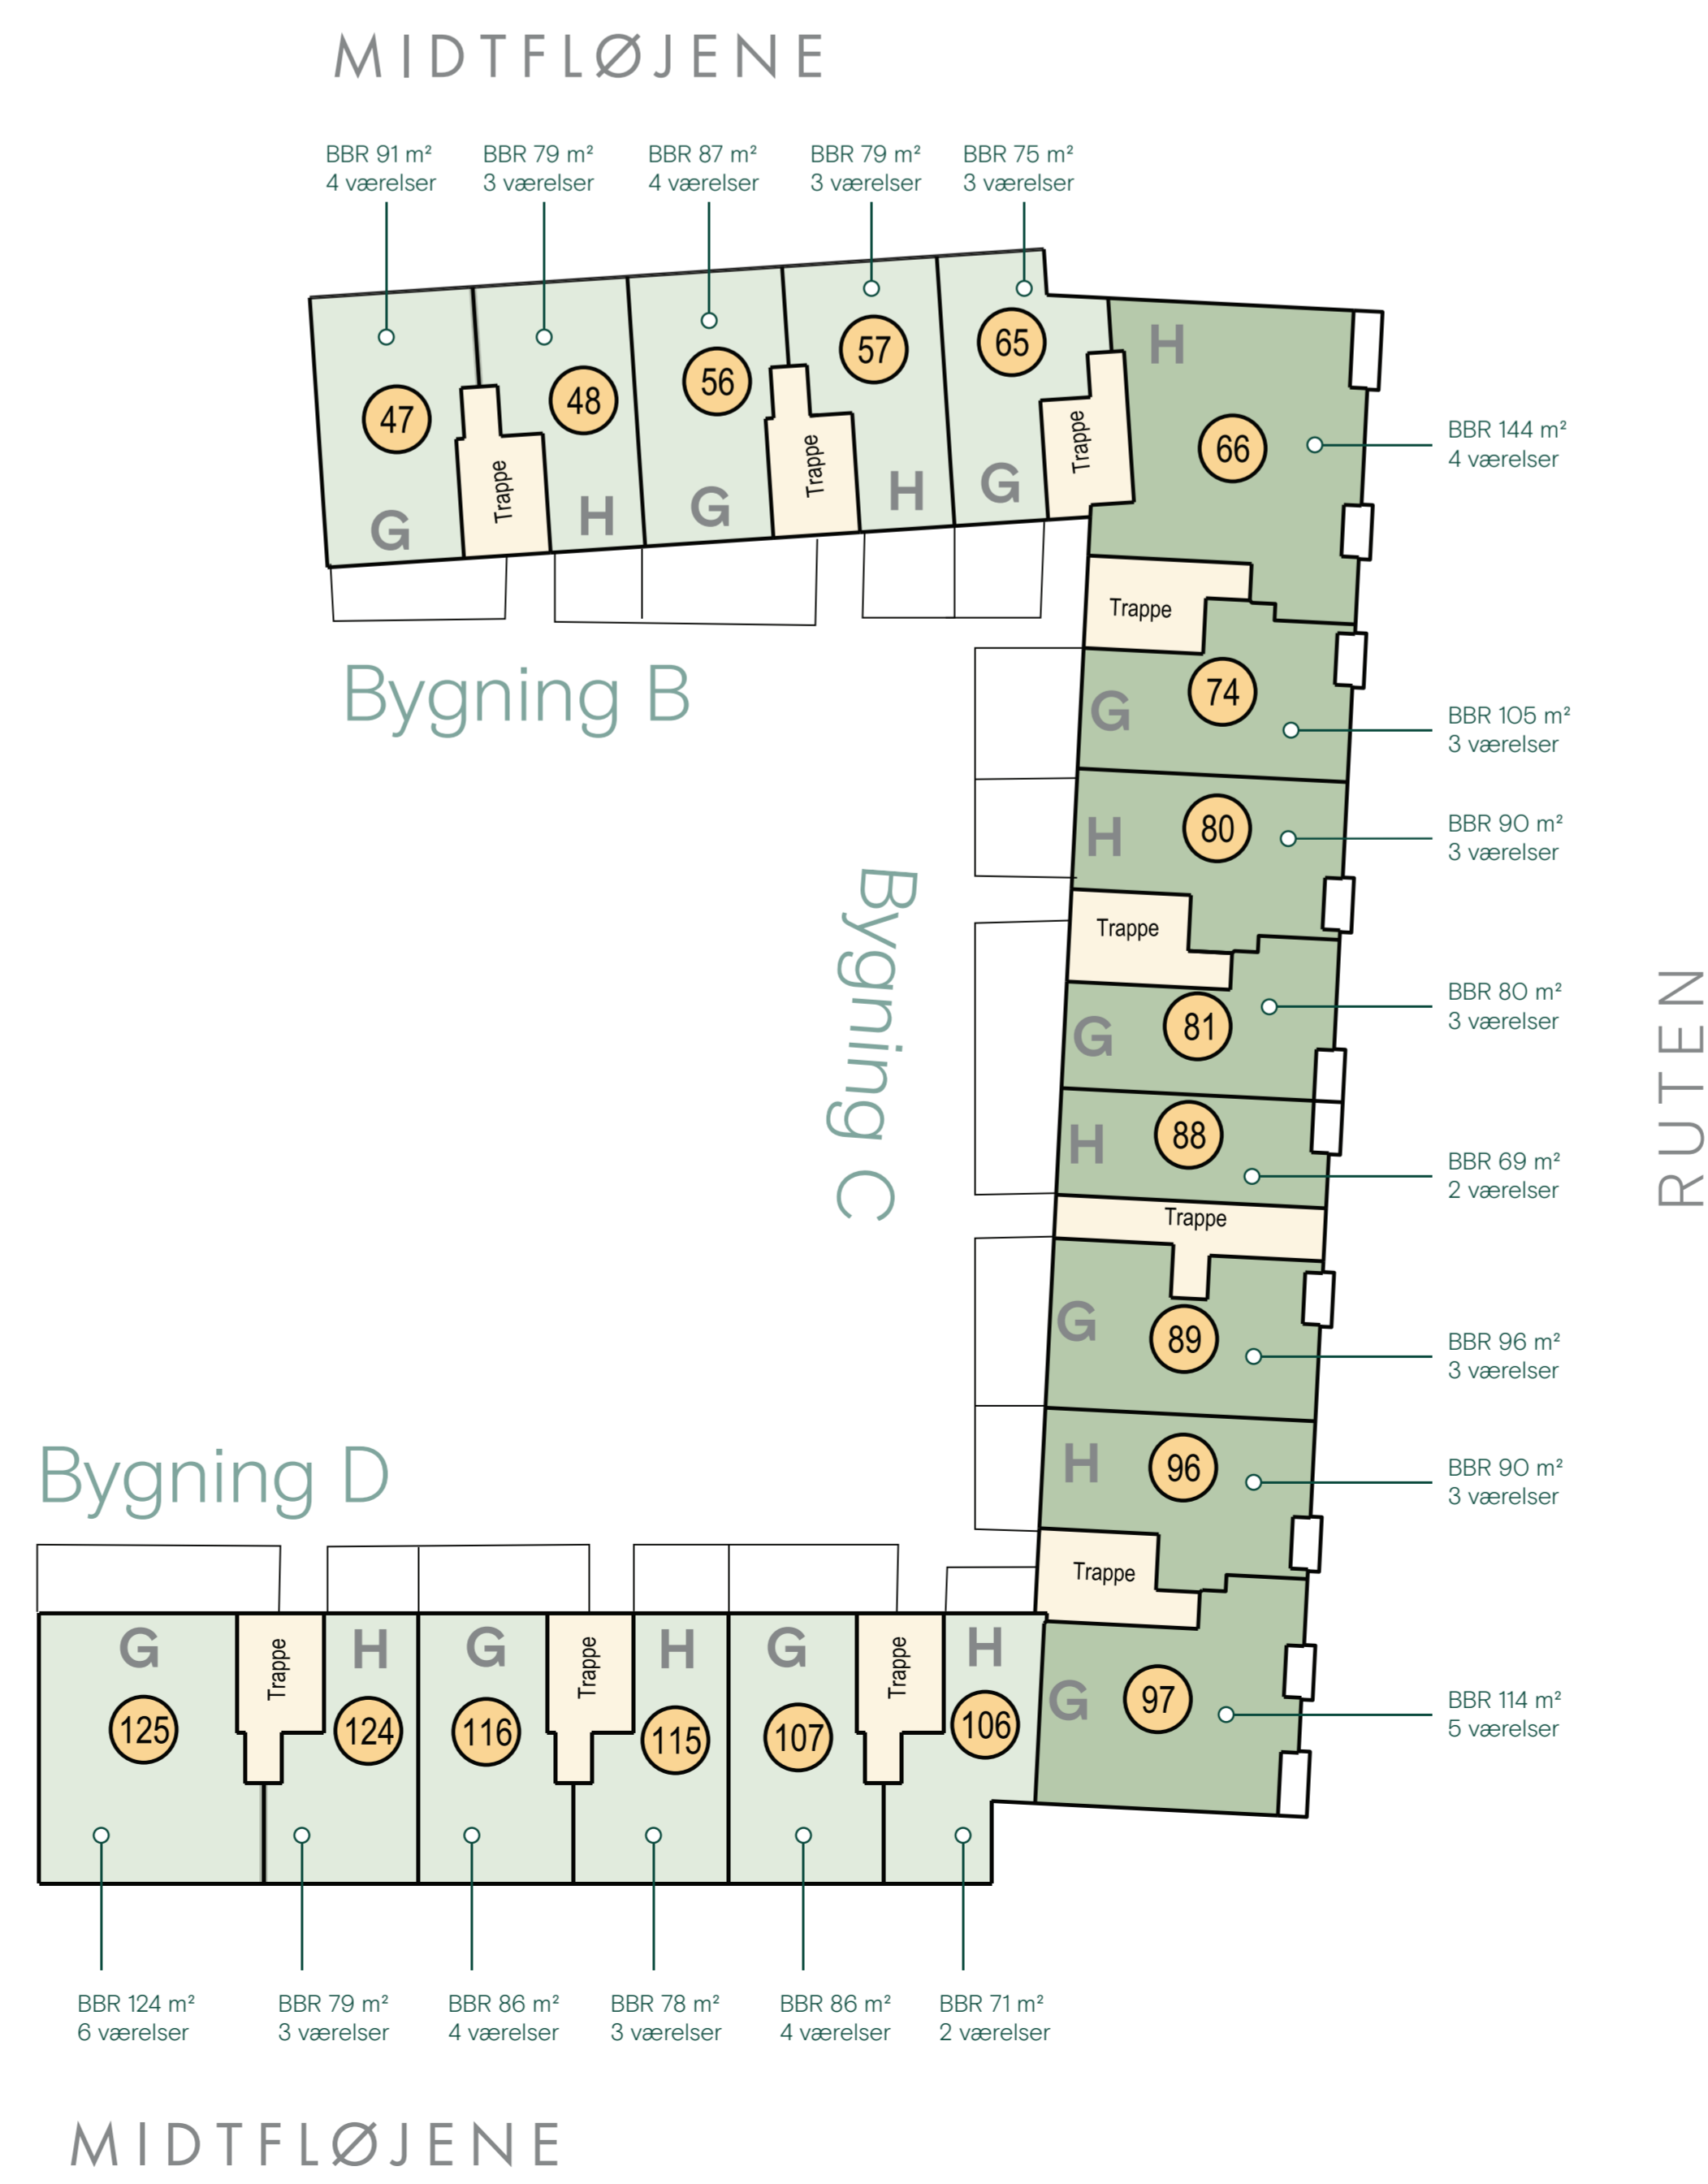 MIDTFLØJENE
BBR 91 m²
4 værelser
BBR 79 m²
3 værelser
BBR 87 m²
4 værelser
BBR 79 m²
3 værelser
BBR 75 m²
3 værelser
47
G
Trappe
48
H
56
G
Trappe
57
H
65
G
Trappe
H
66
BBR 144 m²
4 værelser
Trappe
Bygning B
G
74
BBR 105 m²
3 værelser
H
80
BBR 90 m²
3 værelser
Trappe
Bygning C
G
81
BBR 80 m²
3 værelser
RUTEN
H
88
BBR 69 m²
2 værelser
Trappe
G
89
BBR 96 m²
3 værelser
H
96
BBR 90 m²
3 værelser
Trappe
G
97
BBR 114 m²
5 værelser
Bygning D
G
125
Trappe
H
124
G
116
Trappe
H
115
G
107
Trappe
H
106
BBR 124 m²
6 værelser
BBR 79 m²
3 værelser
BBR 86 m²
4 værelser
BBR 78 m²
3 værelser
BBR 86 m²
4 værelser
BBR 71 m²
2 værelser
MIDTFLØJENE